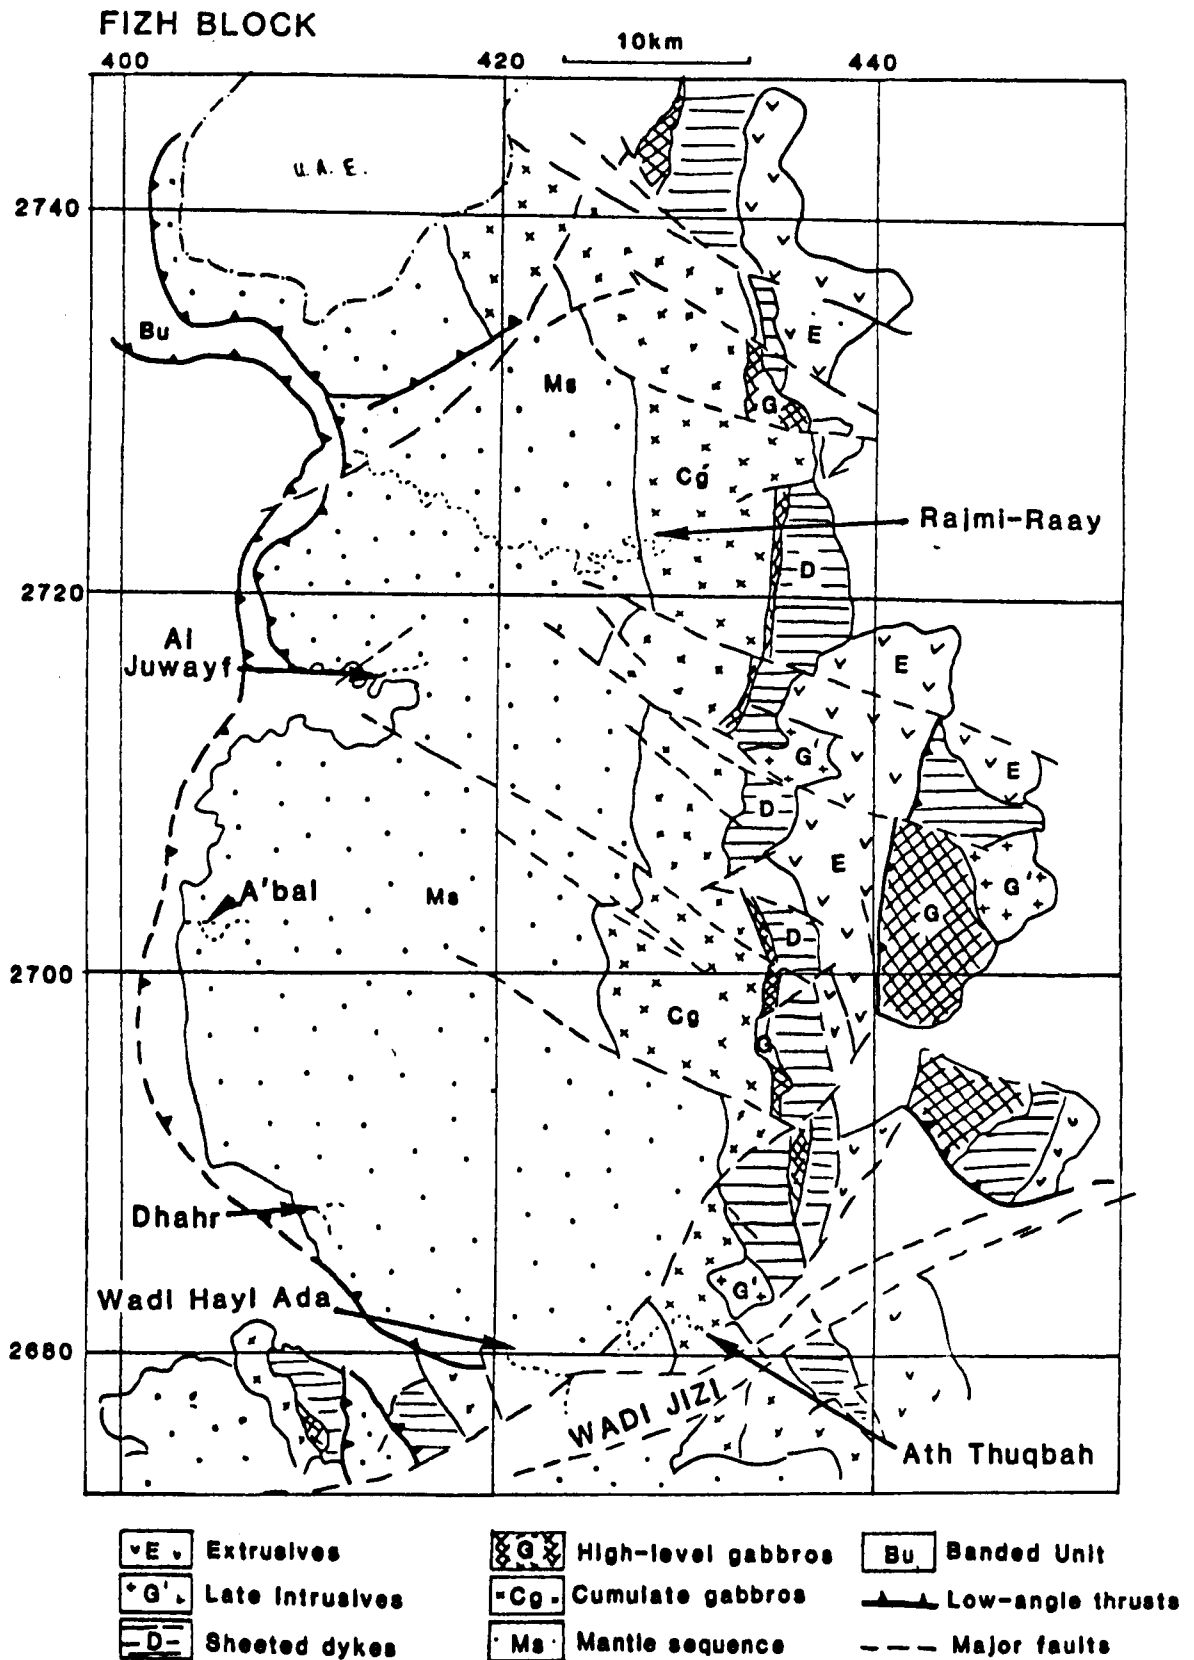 FIZH BLOCK
10km
400 420 440
U.A.E.
2740
Bu
E
Ms
G
Cg'
Rajmi-Raay
D
2720
Al
Juwayf
E
G'
E
D
E
A'bal
Ms
G'
G
D
2700
Cg
G
Dhahr
G'
Wadi Hayl Ada
2680
WADI JIZI
Ath Thuqbah
E Extrusives
G High-level gabbros
Bu Banded Unit
G' Late Intrusives
Cg Cumulate gabbros
Low-angle thrusts
D Sheeted dykes
Ms Mantle sequence
Major faults